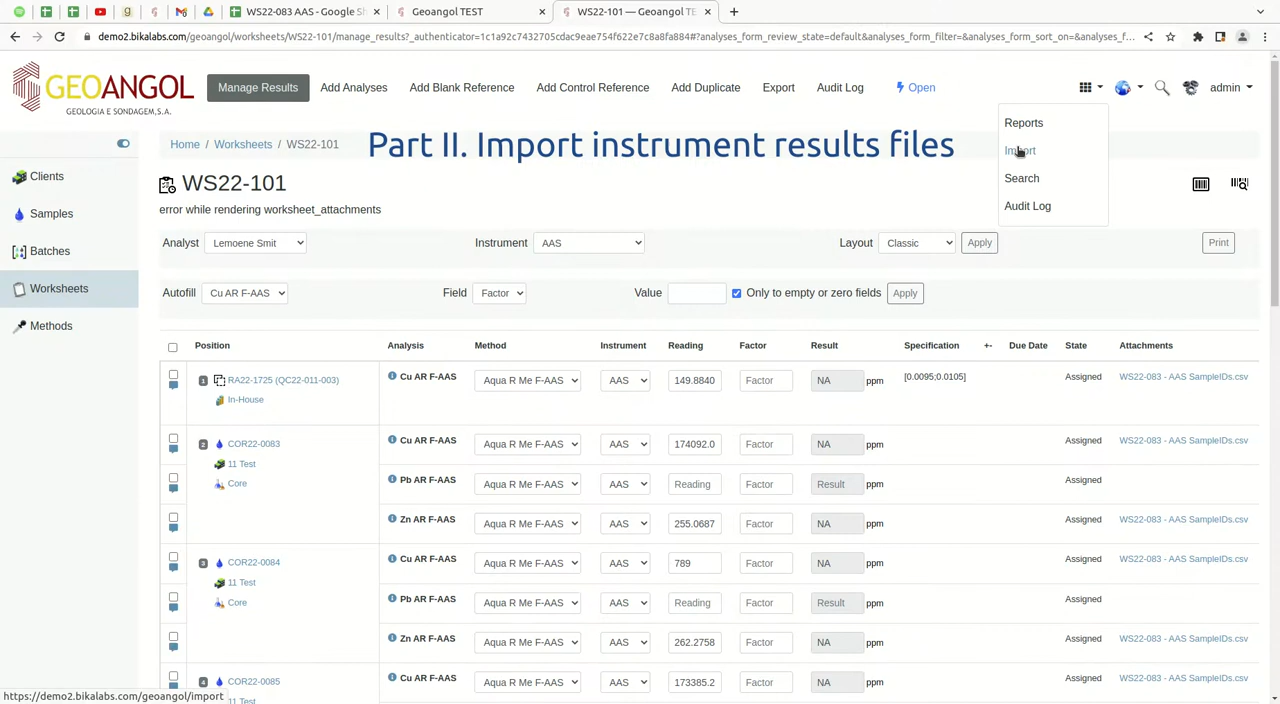 WS22-083 AAS - Google Sh
Geoangol TEST
WS22-101 — Geoangol TE
demo2.bikalabs.com/geoangol/worksheets/WS22-101/manage_results?_authenticator=1c1a92c7432705cdac9eae754f622e7c8a8fa884#?analyses_form_review_state=default&analyses_form_filter=&analyses_form_sort_on=&analyses_f...
GEOANGOL
GEOLOGIA E SONDAGEM,S.A.
Manage Results Add Analyses Add Blank Reference Add Control Reference Add Duplicate Export Audit Log Open admin
Reports
Import
Search
Audit Log
Home / Worksheets / WS22-101
Part II. Import instrument results files
Clients
Samples
Batches
Worksheets
Methods
WS22-101
error while rendering worksheet_attachments
Analyst Lemoene Smit Instrument AAS Layout Classic Apply Print
Autofill Cu AR F-AAS Field Factor Value Only to empty or zero fields Apply
Position Analysis Method Instrument Reading Factor Result Specification +- Due Date State Attachments
1 RA22-1725 (QC22-011-003) Cu AR F-AAS Aqua R Me F-AAS AAS 149.8840 Factor NA ppm [0.0095;0.0105] Assigned WS22-083 - AAS SampleIDs.csv
In-House
2 COR22-0083 Cu AR F-AAS Aqua R Me F-AAS AAS 174092.0 Factor NA ppm Assigned WS22-083 - AAS SampleIDs.csv
11 Test
Core Pb AR F-AAS Aqua R Me F-AAS AAS Reading Factor Result ppm Assigned
Zn AR F-AAS Aqua R Me F-AAS AAS 255.0687 Factor NA ppm Assigned WS22-083 - AAS SampleIDs.csv
3 COR22-0084 Cu AR F-AAS Aqua R Me F-AAS AAS 789 Factor NA ppm Assigned WS22-083 - AAS SampleIDs.csv
11 Test
Core Pb AR F-AAS Aqua R Me F-AAS AAS Reading Factor Result ppm Assigned
Zn AR F-AAS Aqua R Me F-AAS AAS 262.2758 Factor NA ppm Assigned WS22-083 - AAS SampleIDs.csv
4 COR22-0085 Cu AR F-AAS Aqua R Me F-AAS AAS 173385.2 Factor NA ppm Assigned WS22-083 - AAS SampleIDs.csv
11 Test
https://demo2.bikalabs.com/geoangol/import